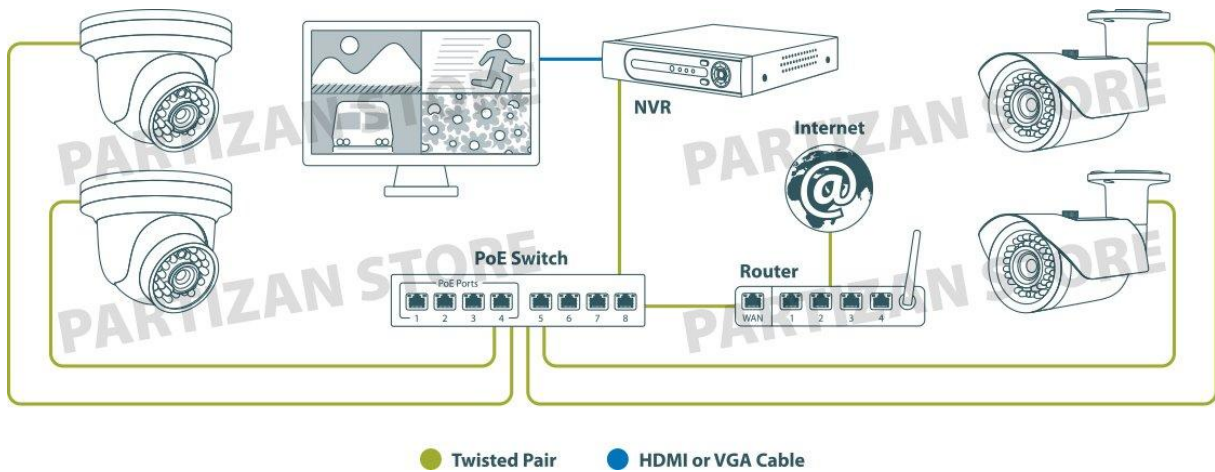 NVR
Internet
PARTIZAN STORE
PARTIZAN STORE
PoE Switch
Router
PoE Ports
1 2 3 4 5 6 7 8
WAN 1 2 3 4
@
PARTIZAN STORE
PARTIZAN STORE
Twisted Pair
HDMI or VGA Cable